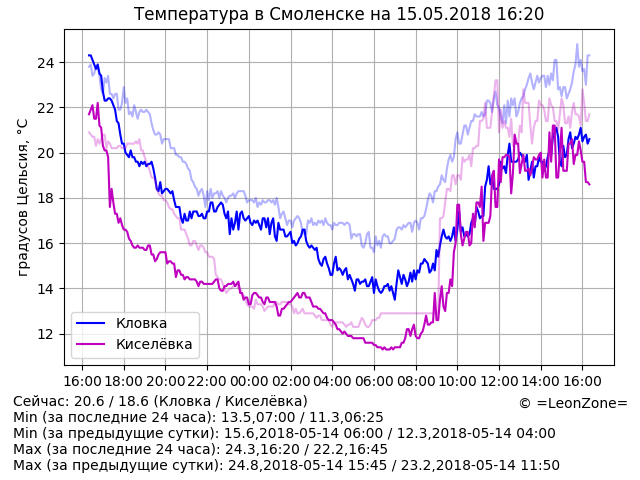 Температура в Смоленске на 15.05.2018 16:20
градусов Цельсия, °C
24
22
20
18
16
14
12
Кловка
Киселёвка
16:00 18:00 20:00 22:00 00:00 02:00 04:00 06:00 08:00 10:00 12:00 14:00 16:00
Сейчас: 20.6 / 18.6 (Кловка / Киселёвка)
© =LeonZone=
Min (за последние 24 часа): 13.5,07:00 / 11.3,06:25
Min (за предыдущие сутки): 15.6,2018-05-14 06:00 / 12.3,2018-05-14 04:00
Max (за последние 24 часа): 24.3,16:20 / 22.2,16:45
Max (за предыдущие сутки): 24.8,2018-05-14 15:45 / 23.2,2018-05-14 11:50